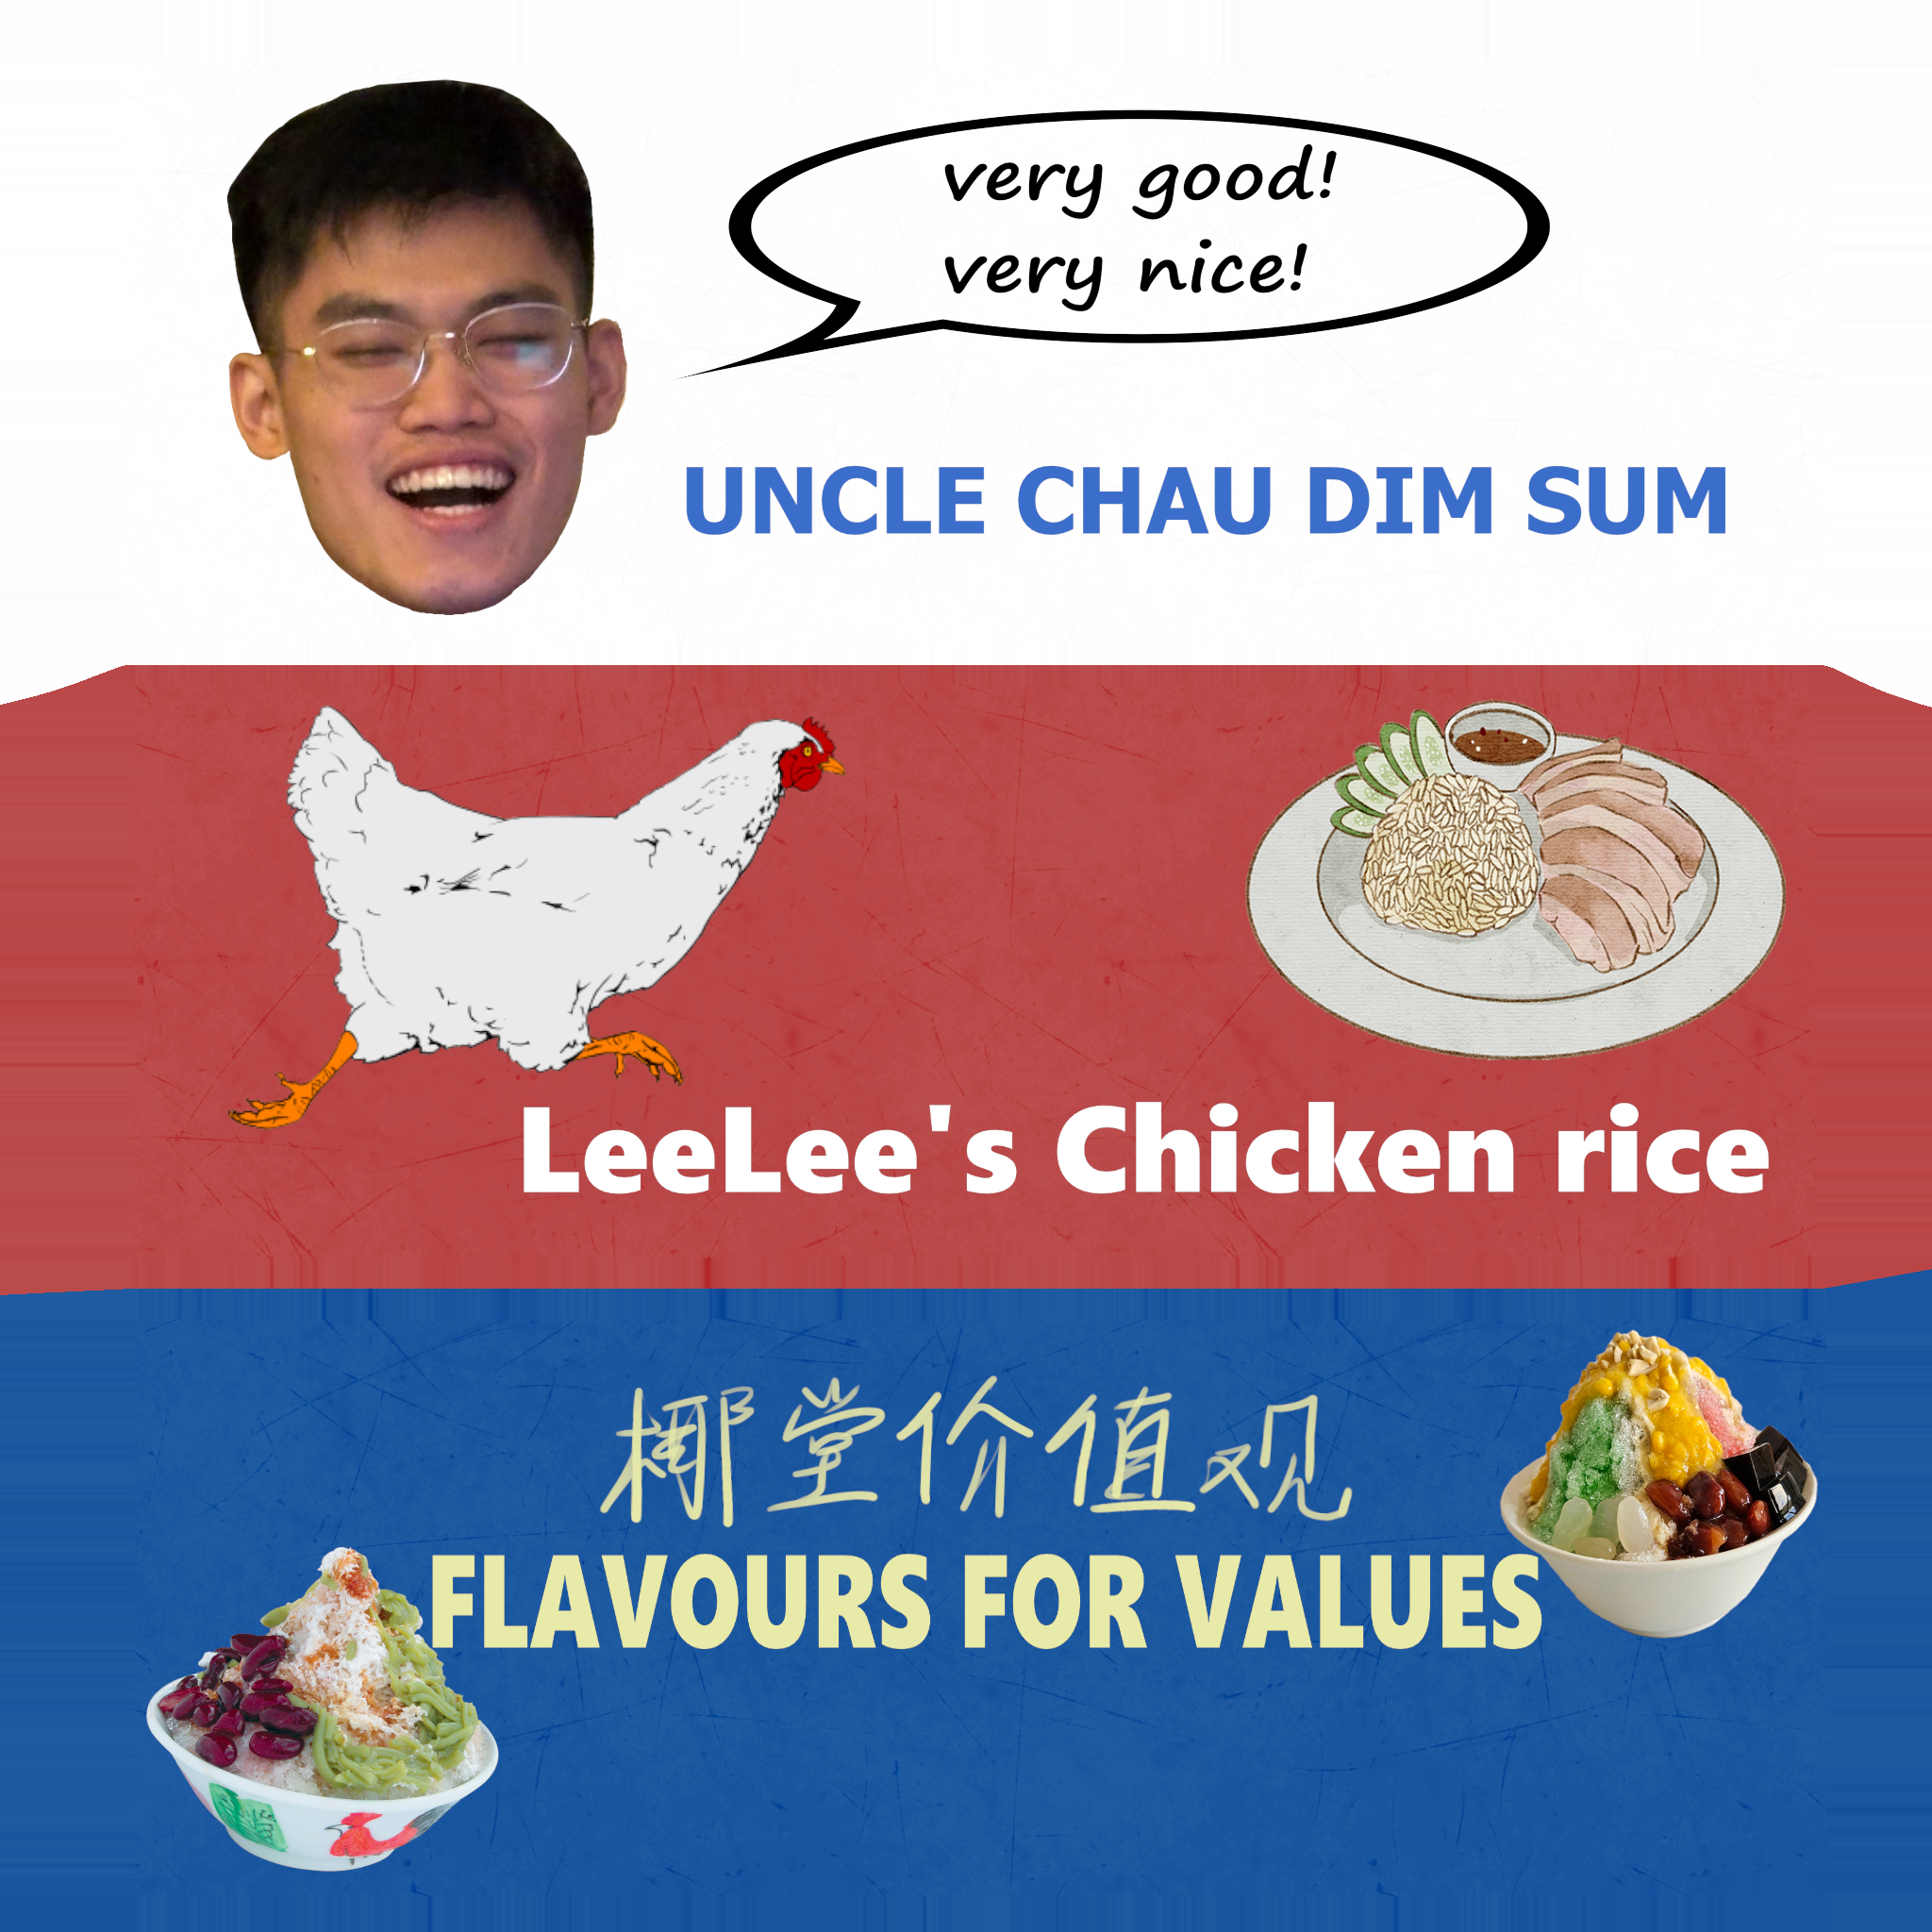 very good!
very nice!
UNCLE CHAU DIM SUM
LeeLee's Chicken rice
椰堂价值观
FLAVOURS FOR VALUES